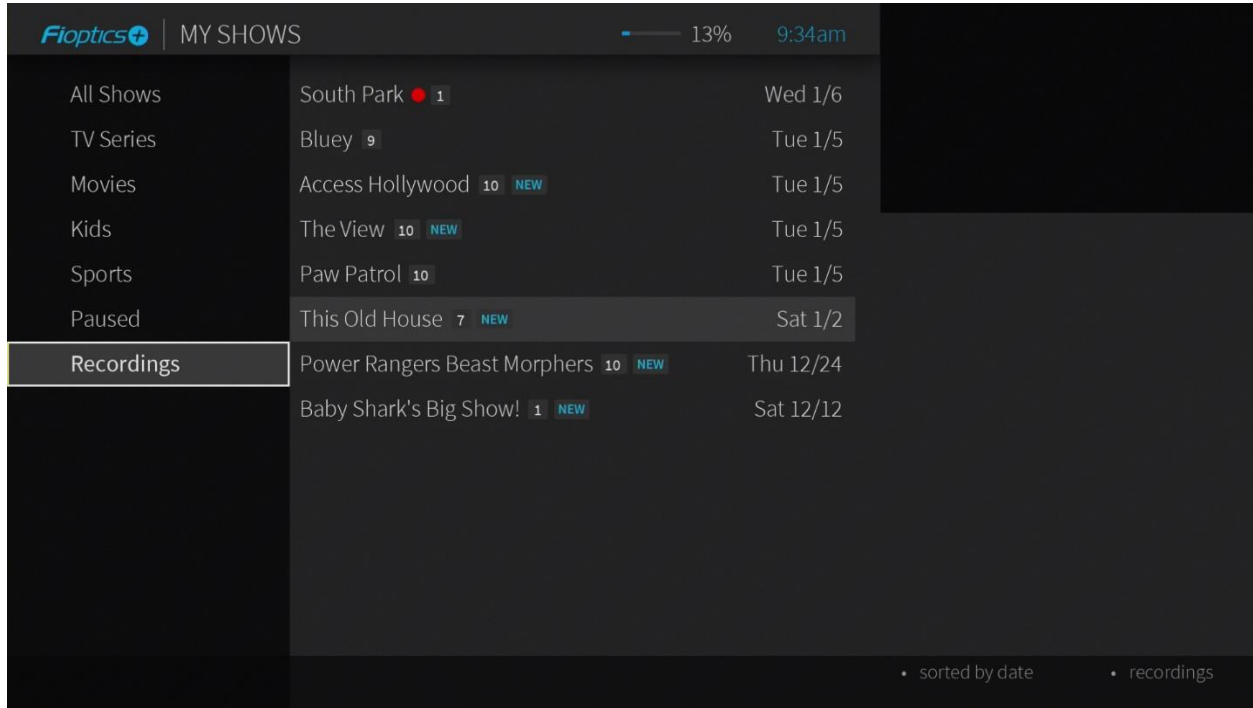 Fioptics+ MY SHOWS 13% 9:34am
All Shows
TV Series
Movies
Kids
Sports
Paused
Recordings
South Park 1 Wed 1/6
Bluey 9 Tue 1/5
Access Hollywood 10 NEW Tue 1/5
The View 10 NEW Tue 1/5
Paw Patrol 10 Tue 1/5
This Old House 7 NEW Sat 1/2
Power Rangers Beast Morphers 10 NEW Thu 12/24
Baby Shark's Big Show! 1 NEW Sat 12/12
• sorted by date • recordings